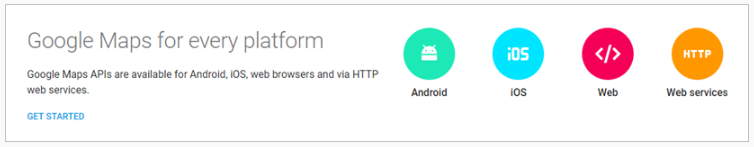 Google Maps for every platform
Google Maps APIs are available for Android, iOS, web browsers and via HTTP
web services.
GET STARTED
iOS
</>
HTTP
Android
iOS
Web
Web services